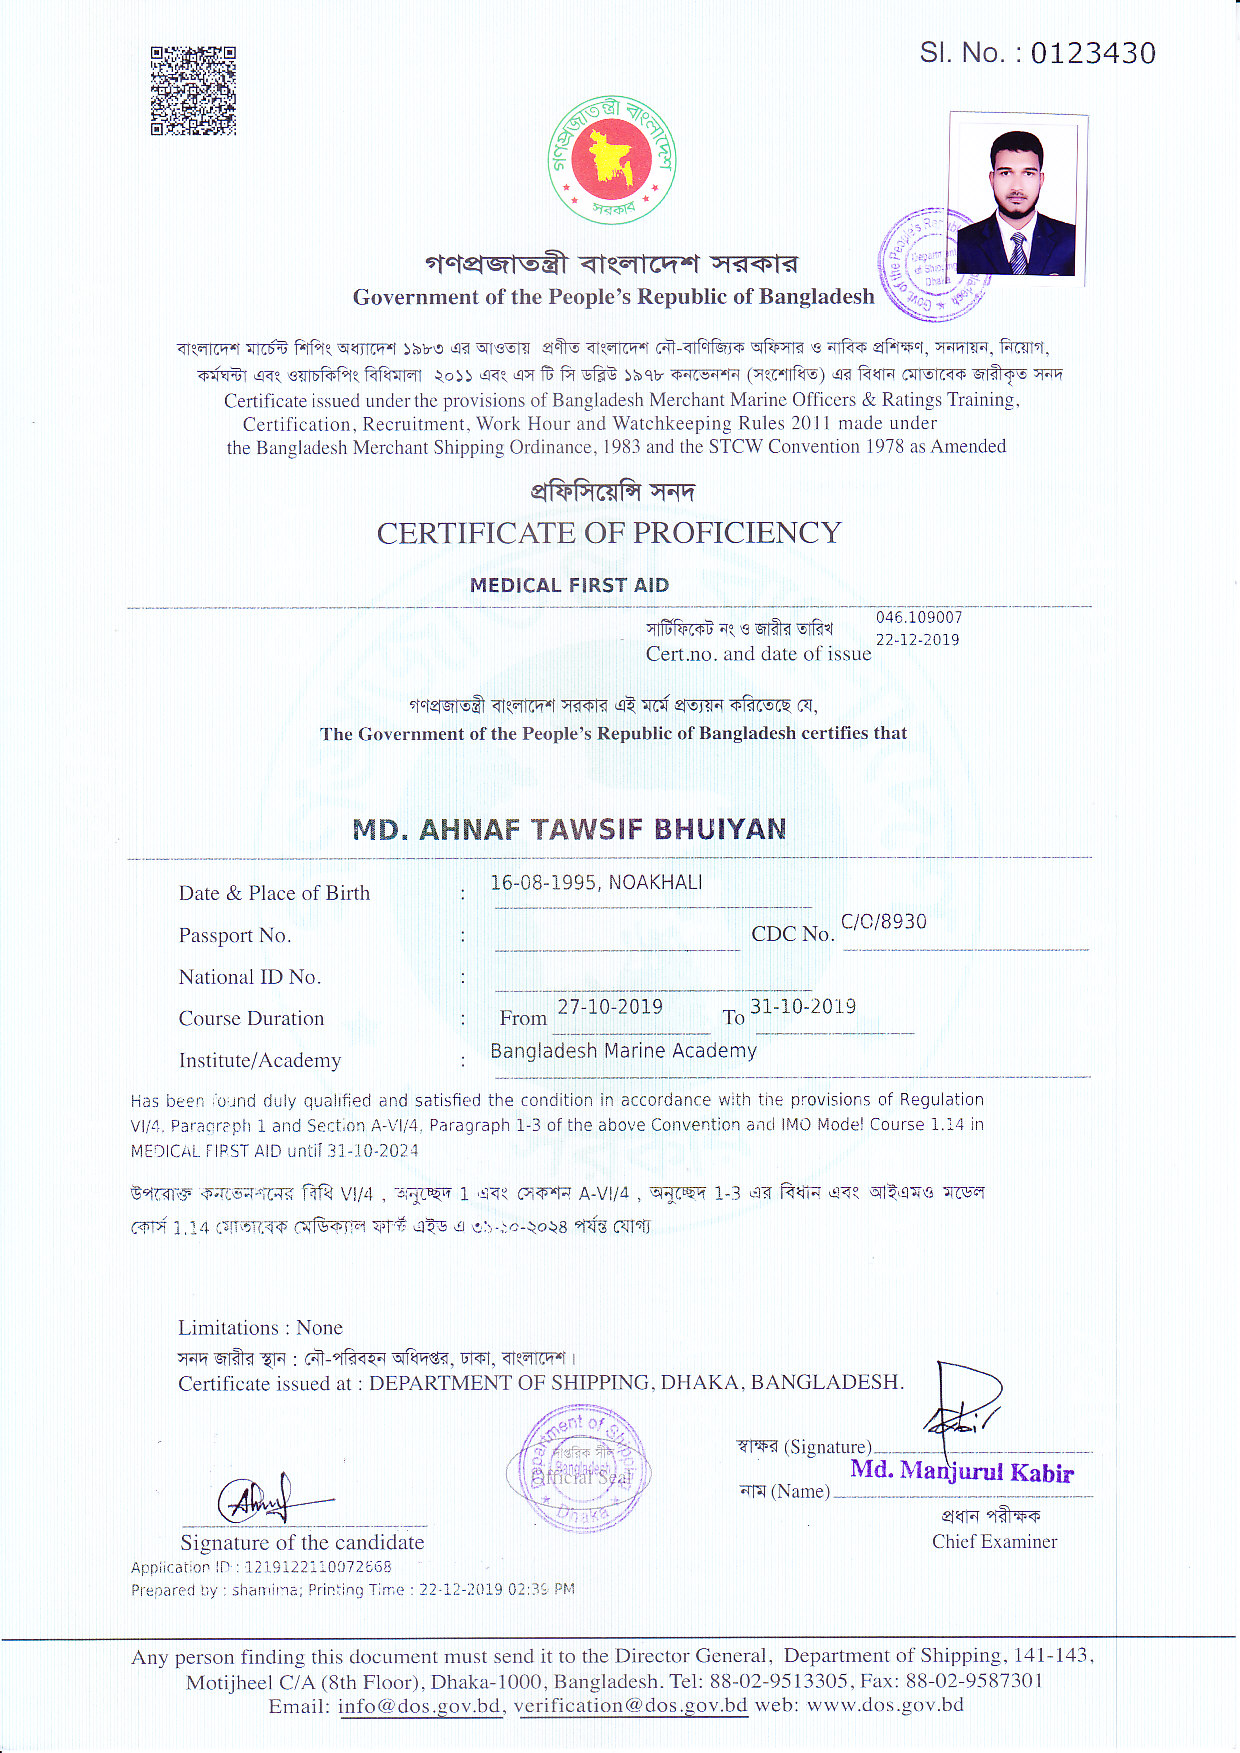 Sl. No. : 0123430
গণপ্রজাতন্ত্রী বাংলাদেশ
সরকার
গণপ্রজাতন্ত্রী বাংলাদেশ সরকার
Government of the People's Republic of Bangladesh
বাংলাদেশ মার্চেন্ট শিপিং অধ্যাদেশ ১৯৮৩ এর আওতায় প্রণীত বাংলাদেশ নৌ-বাণিজ্যিক অফিসার ও নাবিক প্রশিক্ষণ, সনদায়ন, নিয়োগ,
কর্মঘন্টা এবং ওয়াচকিপিং বিধিমালা ২০১১ এবং এস টি সি ডব্লিউ ১৯৭৮ কনভেনশন (সংশোধিত) এর বিধান মোতাবেক জারীকৃত সনদ
Certificate issued under the provisions of Bangladesh Merchant Marine Officers & Ratings Training,
Certification, Recruitment, Work Hour and Watchkeeping Rules 2011 made under
the Bangladesh Merchant Shipping Ordinance, 1983 and the STCW Convention 1978 as Amended
প্রফিসিয়েন্সি সনদ
CERTIFICATE OF PROFICIENCY
MEDICAL FIRST AID
সার্টিফিকেট নং ও জারীর তারিখ 046.109007
Cert.no. and date of issue 22-12-2019
গণপ্রজাতন্ত্রী বাংলাদেশ সরকার এই মর্মে প্রত্যয়ন করিতেছে যে,
The Government of the People's Republic of Bangladesh certifies that
MD. AHNAF TAWSIF BHUIYAN
Date & Place of Birth : 16-08-1995, NOAKHALI
Passport No. : CDC No. C/O/8930
National ID No. :
Course Duration : From 27-10-2019 To 31-10-2019
Institute/Academy : Bangladesh Marine Academy
Has been found duly qualified and satisfied the condition in accordance with the provisions of Regulation
VI/4, Paragraph 1 and Section A-VI/4, Paragraph 1-3 of the above Convention and IMO Model Course 1.14 in
MEDICAL FIRST AID until 31-10-2024
উপরোক্ত কনভেনশনের বিধি VI/4 , অনুচ্ছেদ 1 এবং সেকশন A-VI/4 , অনুচ্ছেদ 1-3 এর বিধান এবং আইএমও মডেল
কোর্স 1.14 মোতাবেক মেডিক্যাল ফার্স্ট এইড এ ৩১-১০-২০২৪ পর্যন্ত যোগ্য
Limitations : None
সনদ জারীর স্থান : নৌ-পরিবহন অধিদপ্তর, ঢাকা, বাংলাদেশ।
Certificate issued at : DEPARTMENT OF SHIPPING, DHAKA, BANGLADESH.
Department of Shipping
দাপ্তরিক সীল
Bangladesh
Official Seal
Dhaka
স্বাক্ষর (Signature)
Md. Manjurul Kabir
নাম (Name)
প্রধান পরীক্ষক
Chief Examiner
Signature of the candidate
Application ID : 1219122110072668
Prepared by : shamima; Printing Time : 22-12-2019 02:39 PM
Any person finding this document must send it to the Director General, Department of Shipping, 141-143,
Motijheel C/A (8th Floor), Dhaka-1000, Bangladesh. Tel: 88-02-9513305, Fax: 88-02-9587301
Email: info@dos.gov.bd, verification@dos.gov.bd web: www.dos.gov.bd